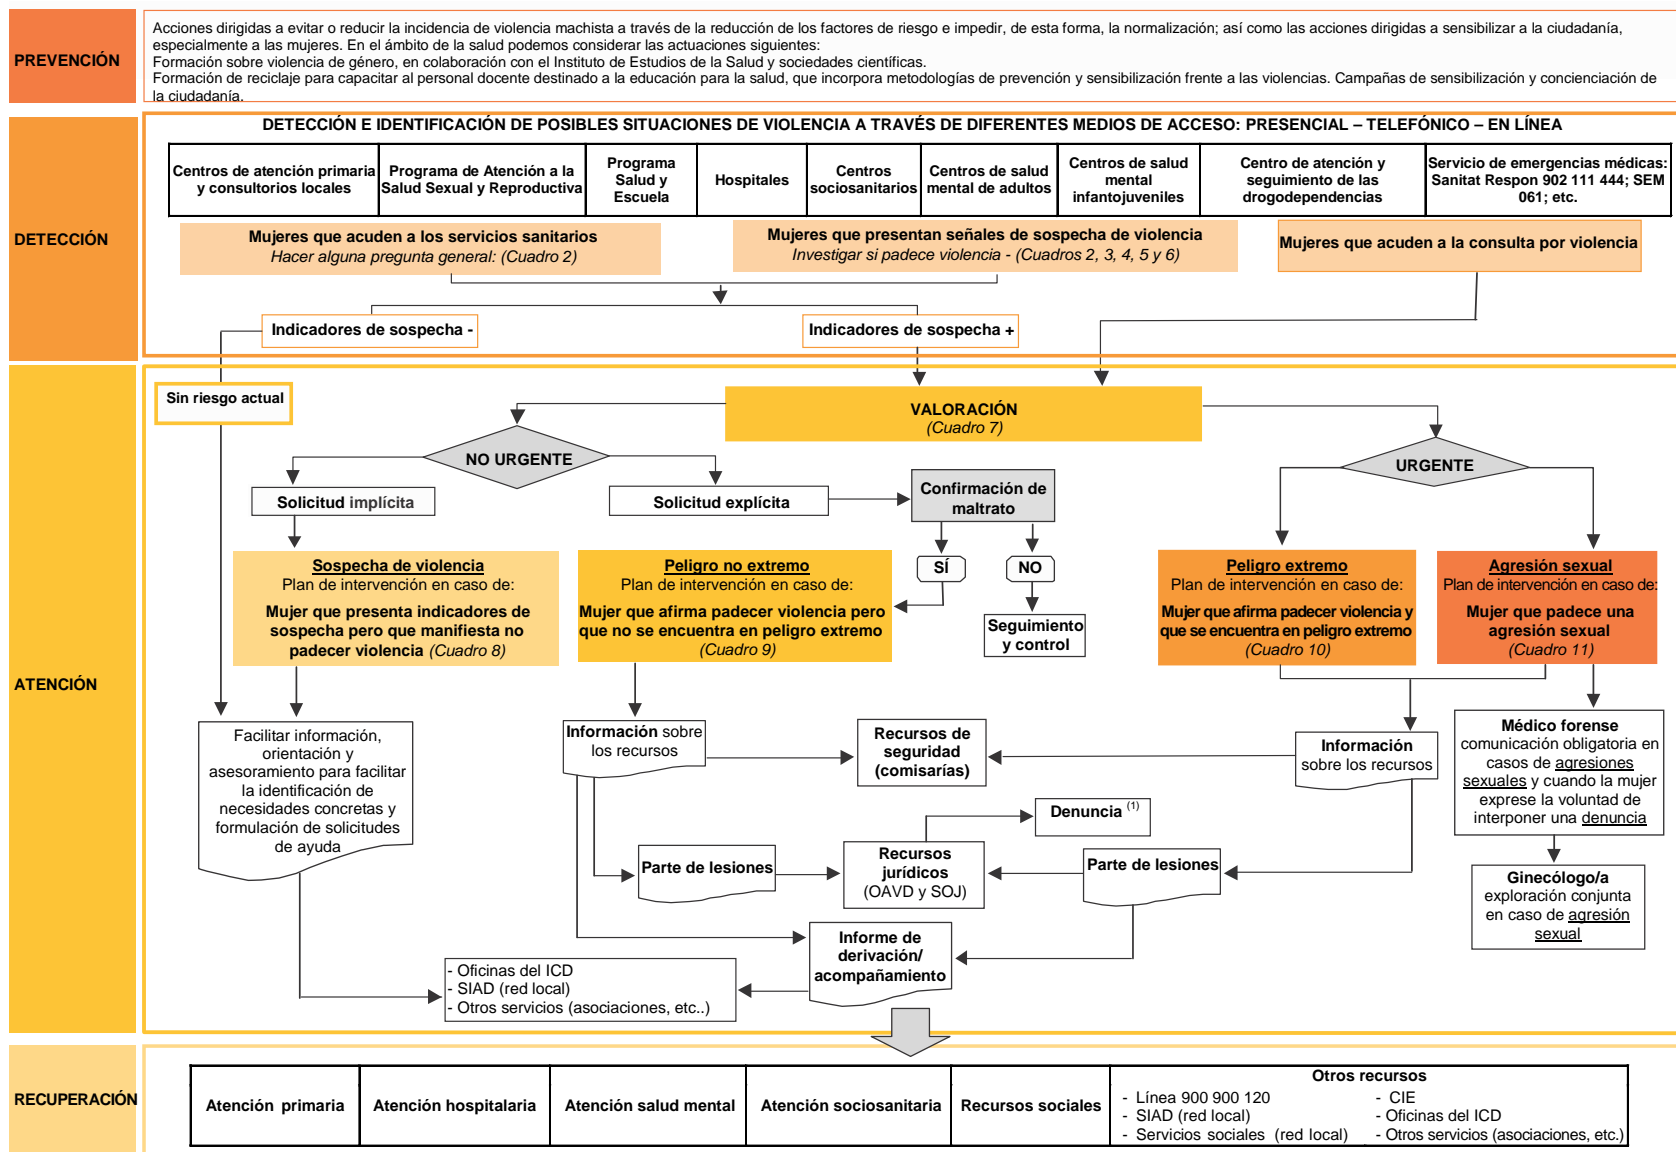 PREVENCIÓN
Acciones dirigidas a evitar o reducir la incidencia de violencia machista a través de la reducción de los factores de riesgo e impedir, de esta forma, la normalización; así como las acciones dirigidas a sensibilizar a la ciudadanía,
especialmente a las mujeres. En el ámbito de la salud podemos considerar las actuaciones siguientes:
Formación sobre violencia de género, en colaboración con el Instituto de Estudios de la Salud y sociedades científicas.
Formación de reciclaje para capacitar al personal docente destinado a la educación para la salud, que incorpora metodologías de prevención y sensibilización frente a las violencias. Campañas de sensibilización y concienciación de
la ciudadanía.
DETECCIÓN
DETECCIÓN E IDENTIFICACIÓN DE POSIBLES SITUACIONES DE VIOLENCIA A TRAVÉS DE DIFERENTES MEDIOS DE ACCESO: PRESENCIAL – TELEFÓNICO – EN LÍNEA
Centros de atención primaria
y consultorios locales
Programa de Atención a la
Salud Sexual y Reproductiva
Programa
Salud y
Escuela
Hospitales
Centros
sociosanitarios
Centros de salud
mental de adultos
Centros de salud
mental
infantojuveniles
Centro de atención y
seguimiento de las
drogodependencias
Servicio de emergencias médicas:
Sanitat Respon 902 111 444; SEM
061; etc.
Mujeres que acuden a los servicios sanitarios
Hacer alguna pregunta general: (Cuadro 2)
Mujeres que presentan señales de sospecha de violencia
Investigar si padece violencia - (Cuadros 2, 3, 4, 5 y 6)
Mujeres que acuden a la consulta por violencia
Indicadores de sospecha -
Indicadores de sospecha +
ATENCIÓN
Sin riesgo actual
VALORACIÓN
(Cuadro 7)
NO URGENTE
URGENTE
Solicitud implícita
Solicitud explícita
Confirmación de
maltrato
SÍ
NO
Seguimiento
y control
Sospecha de violencia
Plan de intervención en caso de:
Mujer que presenta indicadores de
sospecha pero que manifiesta no
padecer violencia (Cuadro 8)
Peligro no extremo
Plan de intervención en caso de:
Mujer que afirma padecer violencia pero
que no se encuentra en peligro extremo
(Cuadro 9)
Peligro extremo
Plan de intervención en caso de:
Mujer que afirma padecer violencia y
que se encuentra en peligro extremo
(Cuadro 10)
Agresión sexual
Plan de intervención en caso de:
Mujer que padece una
agresión sexual
(Cuadro 11)
Facilitar información,
orientación y
asesoramiento para facilitar
la identificación de
necesidades concretas y
formulación de solicitudes
de ayuda
Información sobre
los recursos
Recursos de
seguridad
(comisarías)
Información
sobre los recursos
Médico forense
comunicación obligatoria en
casos de agresiones
sexuales y cuando la mujer
exprese la voluntad de
interponer una denuncia
Denuncia (1)
Parte de lesiones
Recursos
jurídicos
(OAVD y SOJ)
Parte de lesiones
Ginecólogo/a
exploración conjunta
en caso de agresión
sexual
Informe de
derivación/
acompañamiento
- Oficinas del ICD
- SIAD (red local)
- Otros servicios (asociaciones, etc..)
RECUPERACIÓN
Atención primaria
Atención hospitalaria
Atención salud mental
Atención sociosanitaria
Recursos sociales
Otros recursos
- Línea 900 900 120
- SIAD (red local)
- Servicios sociales (red local)
- CIE
- Oficinas del ICD
- Otros servicios (asociaciones, etc.)